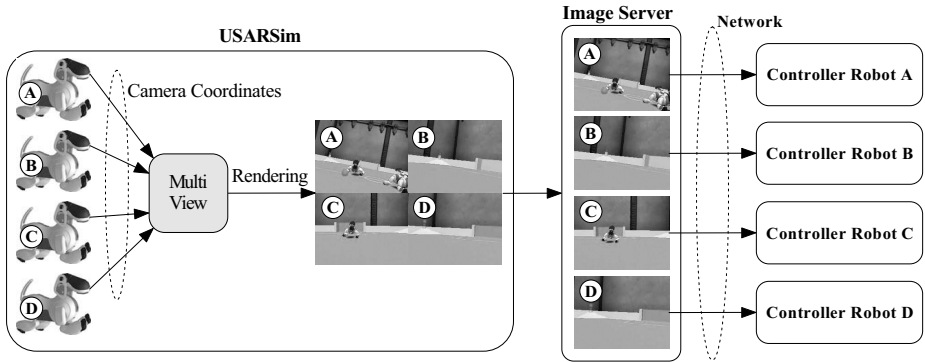 USARSim
Image Server
Network
A
B
C
D
Camera Coordinates
Multi
View
Rendering
A
B
C
D
A
B
C
D
Controller Robot A
Controller Robot B
Controller Robot C
Controller Robot D